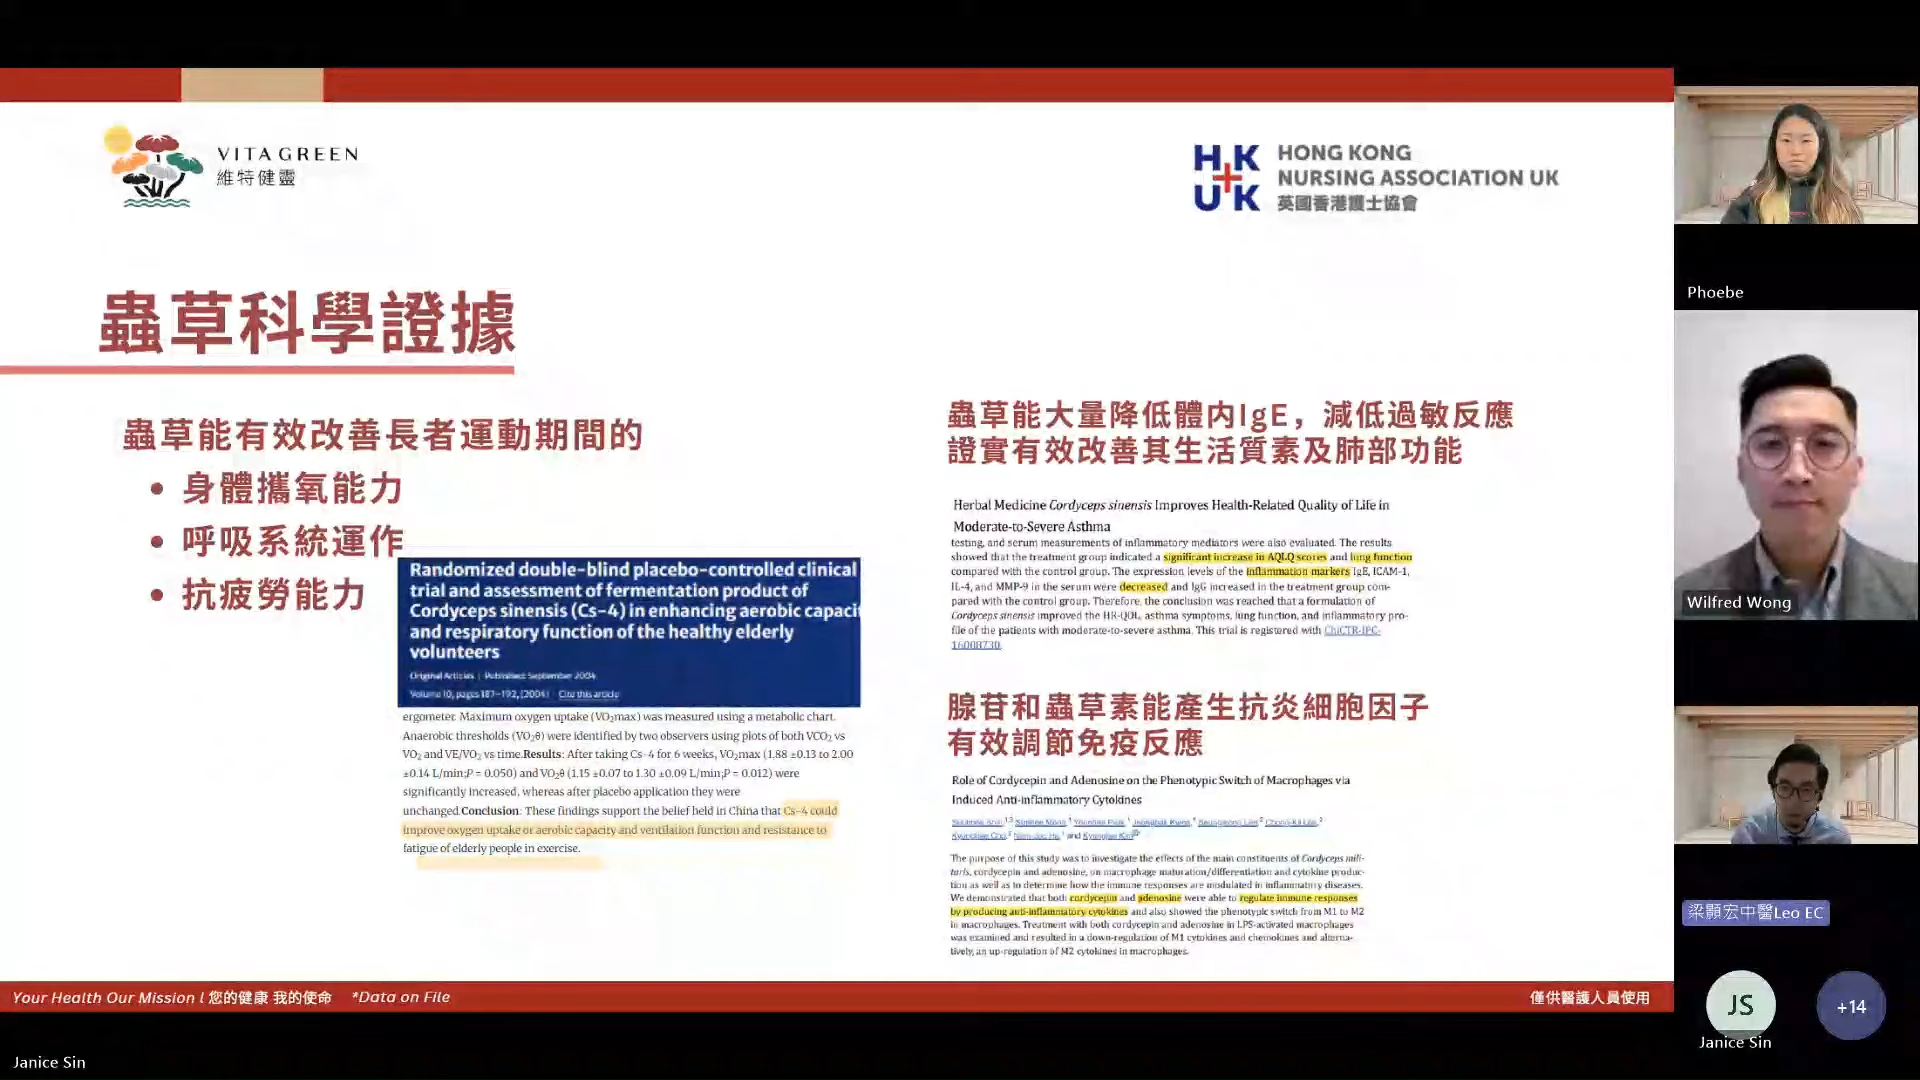 VITA GREEN
維特健靈
HONG KONG
NURSING ASSOCIATION UK
英國香港護士協會
HK
UK
蟲草科學證據
蟲草能有效改善長者運動期間的
• 身體攜氧能力
• 呼吸系統運作
• 抗疲勞能力
Randomized double-blind placebo-controlled clinical
trial and assessment of fermentation product of
Cordyceps sinensis (Cs-4) in enhancing aerobic capacit
and respiratory function of the healthy elderly
volunteers
Original Articles | Published: September 2004
Volume 10, pages 187–192, (2004) Cite this article
ergometer. Maximum oxygen uptake (VO₂max) was measured using a metabolic chart.
Anaerobic thresholds (VO₂θ) were identified by two observers using plots of both VCO₂ vs
VO₂ and VE/VO₂ vs time.Results: After taking Cs-4 for 6 weeks, VO₂max (1.88 ±0.13 to 2.00
±0.14 L/min;P = 0.050) and VO₂θ (1.15 ±0.07 to 1.30 ±0.09 L/min;P = 0.012) were
significantly increased, whereas after placebo application they were
unchanged.Conclusion: These findings support the belief held in China that Cs-4 could
improve oxygen uptake or aerobic capacity and ventilation function and resistance to
fatigue of elderly people in exercise.
蟲草能大量降低體内IgE，減低過敏反應
證實有效改善其生活質素及肺部功能
Herbal Medicine Cordyceps sinensis Improves Health-Related Quality of Life in
Moderate-to-Severe Asthma
testing, and serum measurements of inflammatory mediators were also evaluated. The results
showed that the treatment group indicated a significant increase in AQLQ scores and lung function
compared with the control group. The expression levels of the inflammation markers IgE, ICAM-1,
IL-4, and MMP-9 in the serum were decreased and IgG increased in the treatment group com-
pared with the control group. Therefore, the conclusion was reached that a formulation of
Cordyceps sinensis improved the HR-QOL, asthma symptoms, lung function, and inflammatory pro-
file of the patients with moderate-to-severe asthma. This trial is registered with ChiCTR-IPC-
16008730.
腺苷和蟲草素能產生抗炎細胞因子
有效調節免疫反應
Role of Cordycepin and Adenosine on the Phenotypic Switch of Macrophages via
Induced Anti-inflammatory Cytokines
The purpose of this study was to investigate the effects of the main constituents of Cordyceps mili-
taris, cordycepin and adenosine, on macrophage maturation/differentiation and cytokine produc-
tion as well as to determine how the immune responses are modulated in inflammatory diseases.
We demonstrated that both cordycepin and adenosine were able to regulate immune responses
by producing anti-inflammatory cytokines and also showed the phenotypic switch from M1 to M2
in macrophages. Treatment with both cordycepin and adenosine in LPS-activated macrophages
was examined and resulted in a down-regulation of M1 cytokines and chemokines and alterna-
tively, an up-regulation of M2 cytokines in macrophages.
Your Health Our Mission l 您的健康 我的使命 *Data on File
僅供醫護人員使用
Janice Sin
Phoebe
Wilfred Wong
梁顥宏中醫Leo EC
JS
Janice Sin
+14